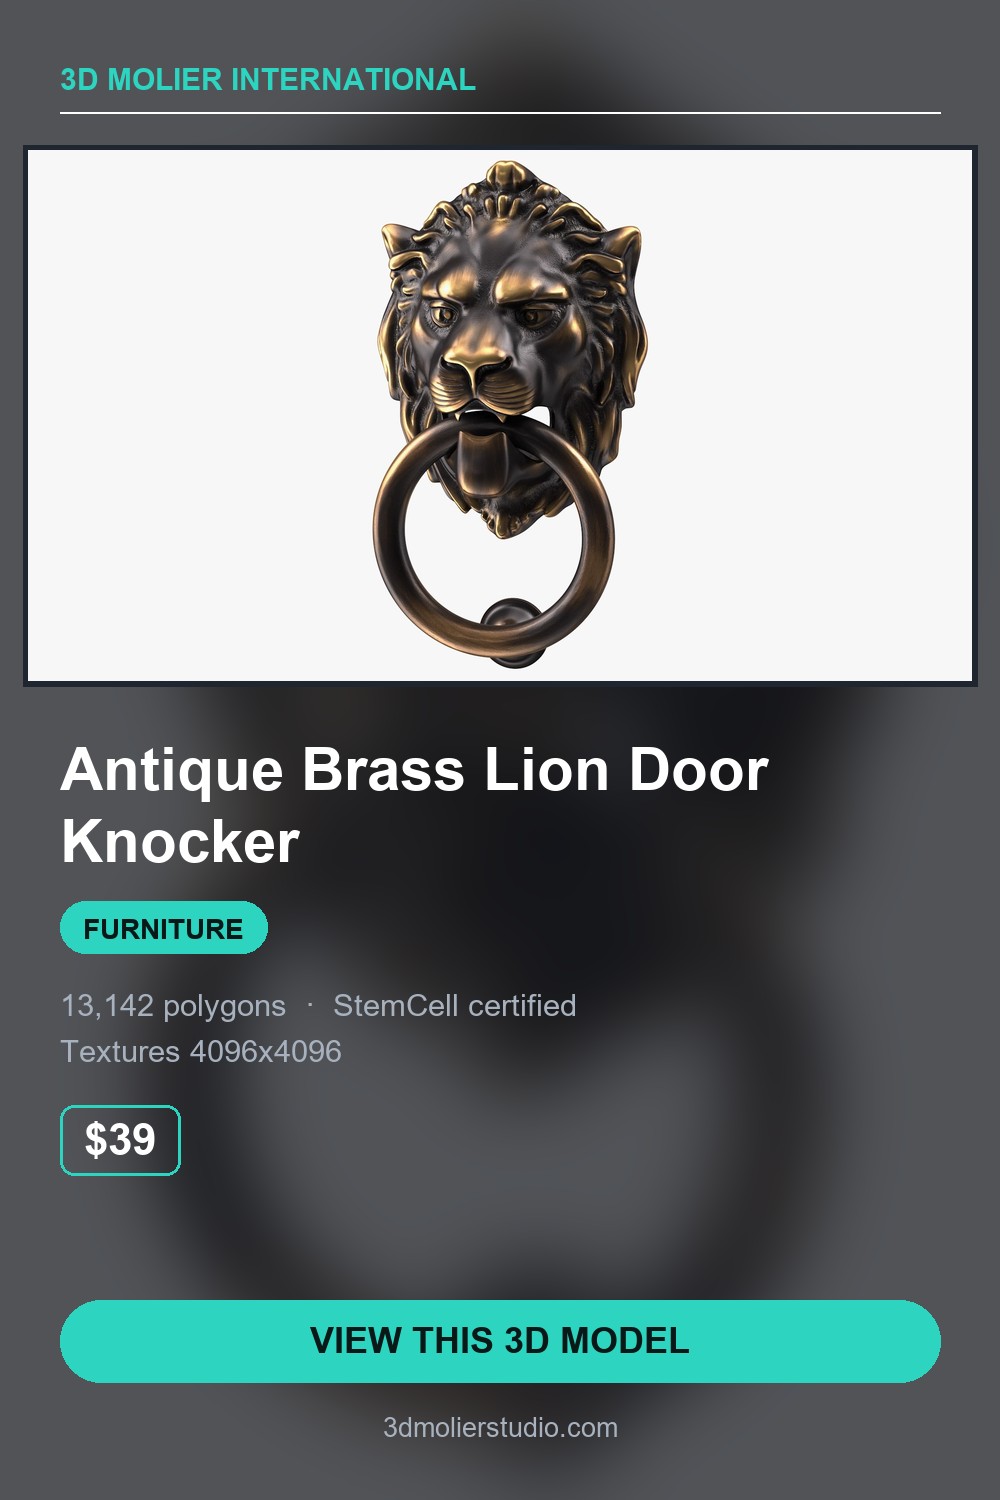 3D MOLIER INTERNATIONAL
Antique Brass Lion Door
Knocker
FURNITURE
13,142 polygons · StemCell certified
Textures 4096x4096
$39
VIEW THIS 3D MODEL
3dmolierstudio.com